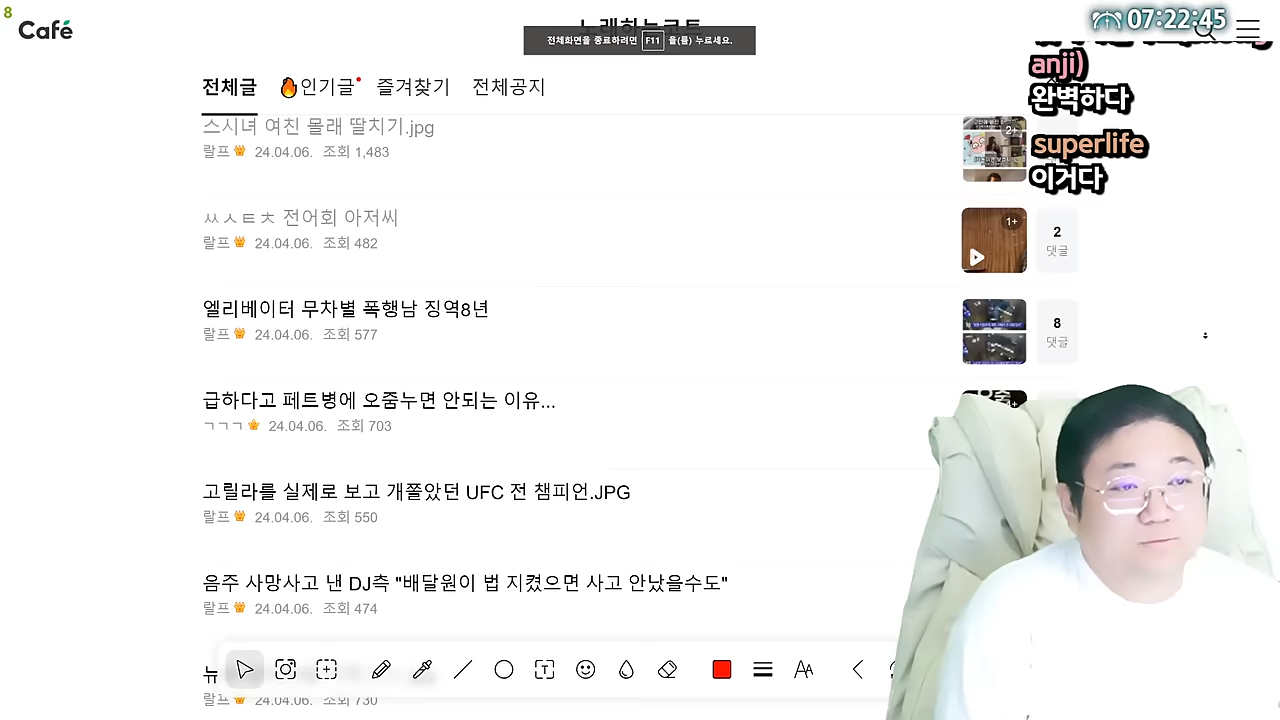 8
Café
노래하는코트
전체화면을 종료하려면 F11 을(를) 누르세요.
07:22:45
전체글 인기글 즐겨찾기 전체공지
anji)
완벽하다
superlife
이거다
스시녀 여친 몰래 딸치기.jpg
랄프 24.04.06. 조회 1,483
2+
ㅆㅅㅌㅊ 전어회 아저씨
랄프 24.04.06. 조회 482
1+
2
댓글
엘리베이터 무차별 폭행남 징역8년
랄프 24.04.06. 조회 577
8
댓글
급하다고 페트병에 오줌누면 안되는 이유...
ㄱㄱㄱ 24.04.06. 조회 703
고릴라를 실제로 보고 개쫄았던 UFC 전 챔피언.JPG
랄프 24.04.06. 조회 550
음주 사망사고 낸 DJ측 "배달원이 법 지켰으면 사고 안났을수도"
랄프 24.04.06. 조회 474
뉴
랄프 24.04.06. 조회 730